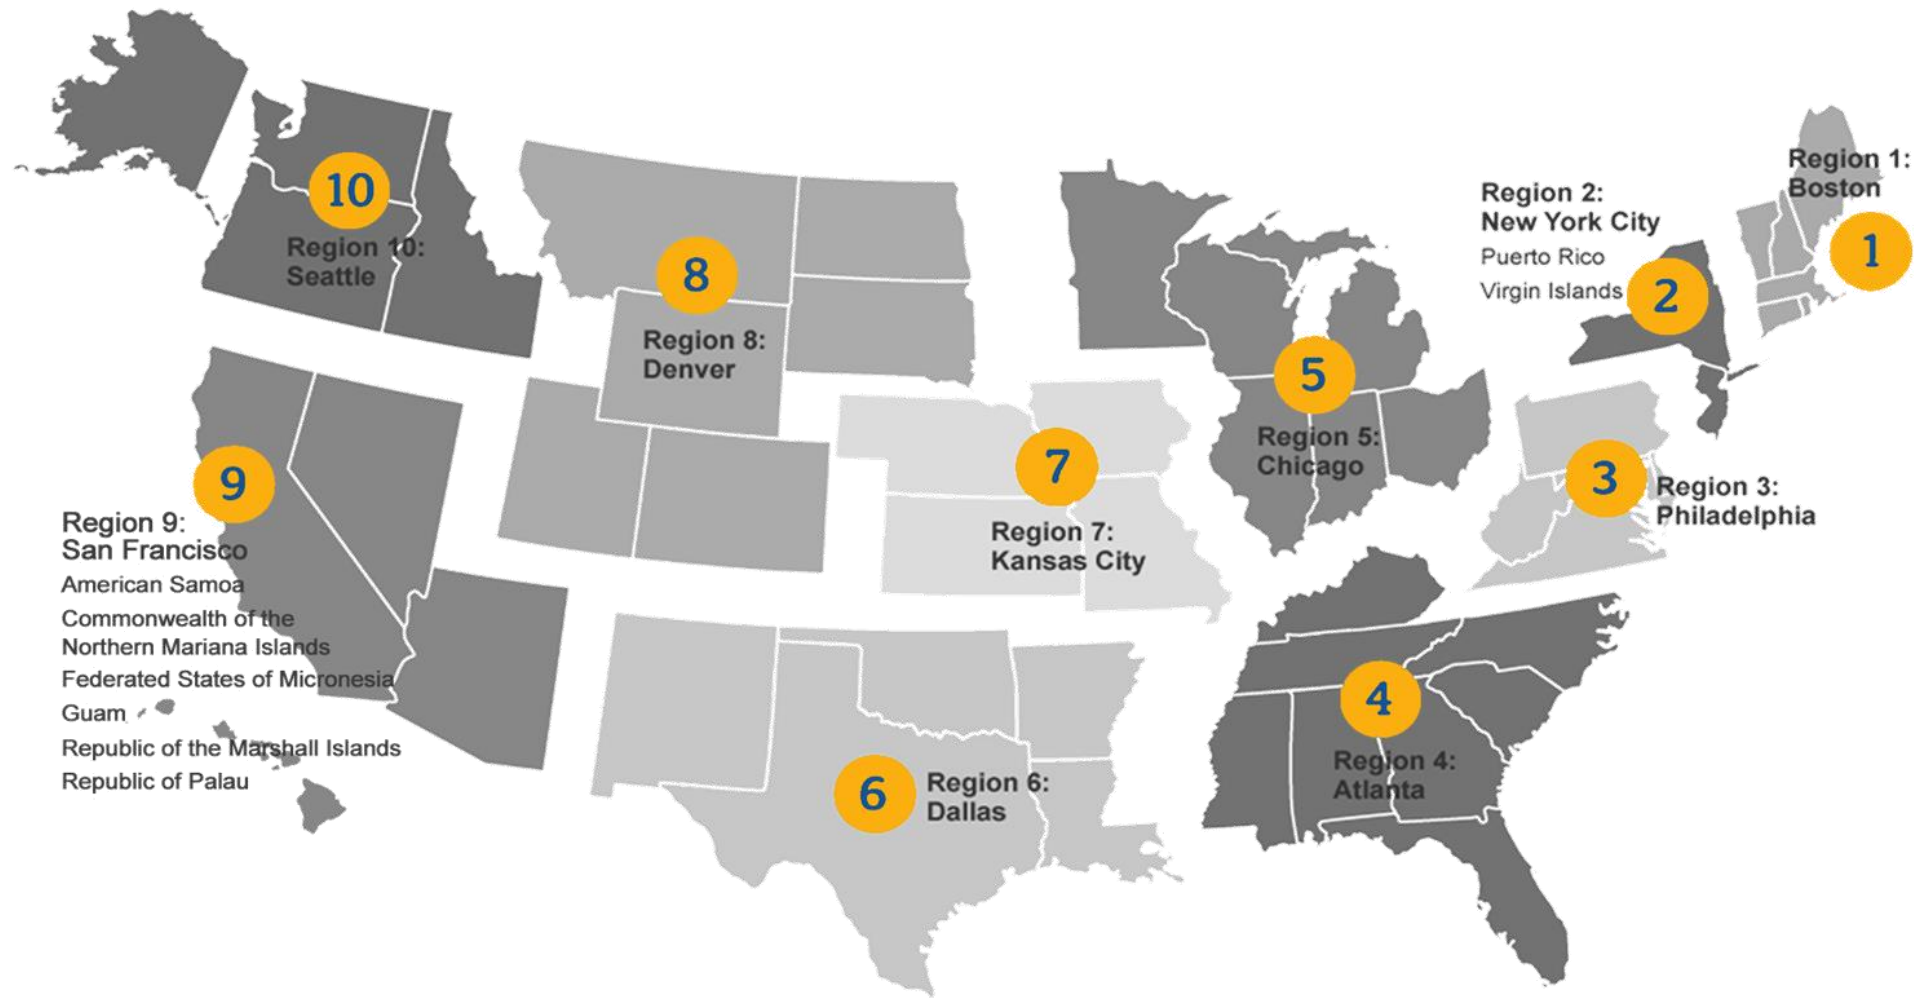 10
Region 10:
Seattle
8
Region 8:
Denver
9
Region 9:
San Francisco
American Samoa
Commonwealth of the
Northern Mariana Islands
Federated States of Micronesia
Guam
Republic of the Marshall Islands
Republic of Palau
7
Region 7:
Kansas City
6
Region 6:
Dallas
5
Region 5:
Chicago
4
Region 4:
Atlanta
Region 2:
New York City
Puerto Rico
Virgin Islands
2
Region 1:
Boston
1
3
Region 3:
Philadelphia